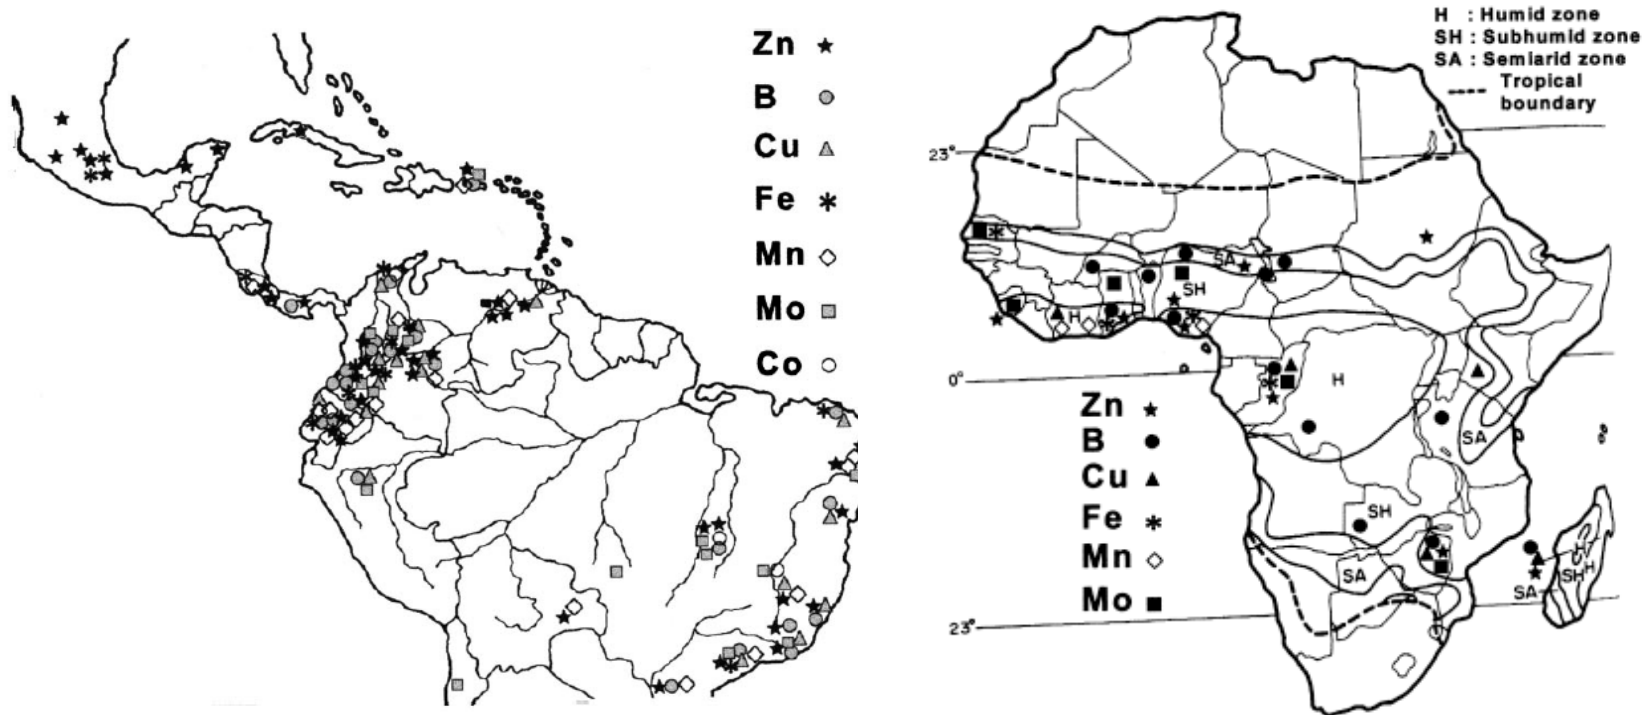 Zn
B
Cu
Fe
Mn
Mo
Co
H : Humid zone
SH : Subhumid zone
SA : Semiarid zone
Tropical
boundary
23°
SA
SH
H
0°
H
Zn
B
Cu
Fe
Mn
Mo
SA
SH
SA
H
SH
H
SA
23°